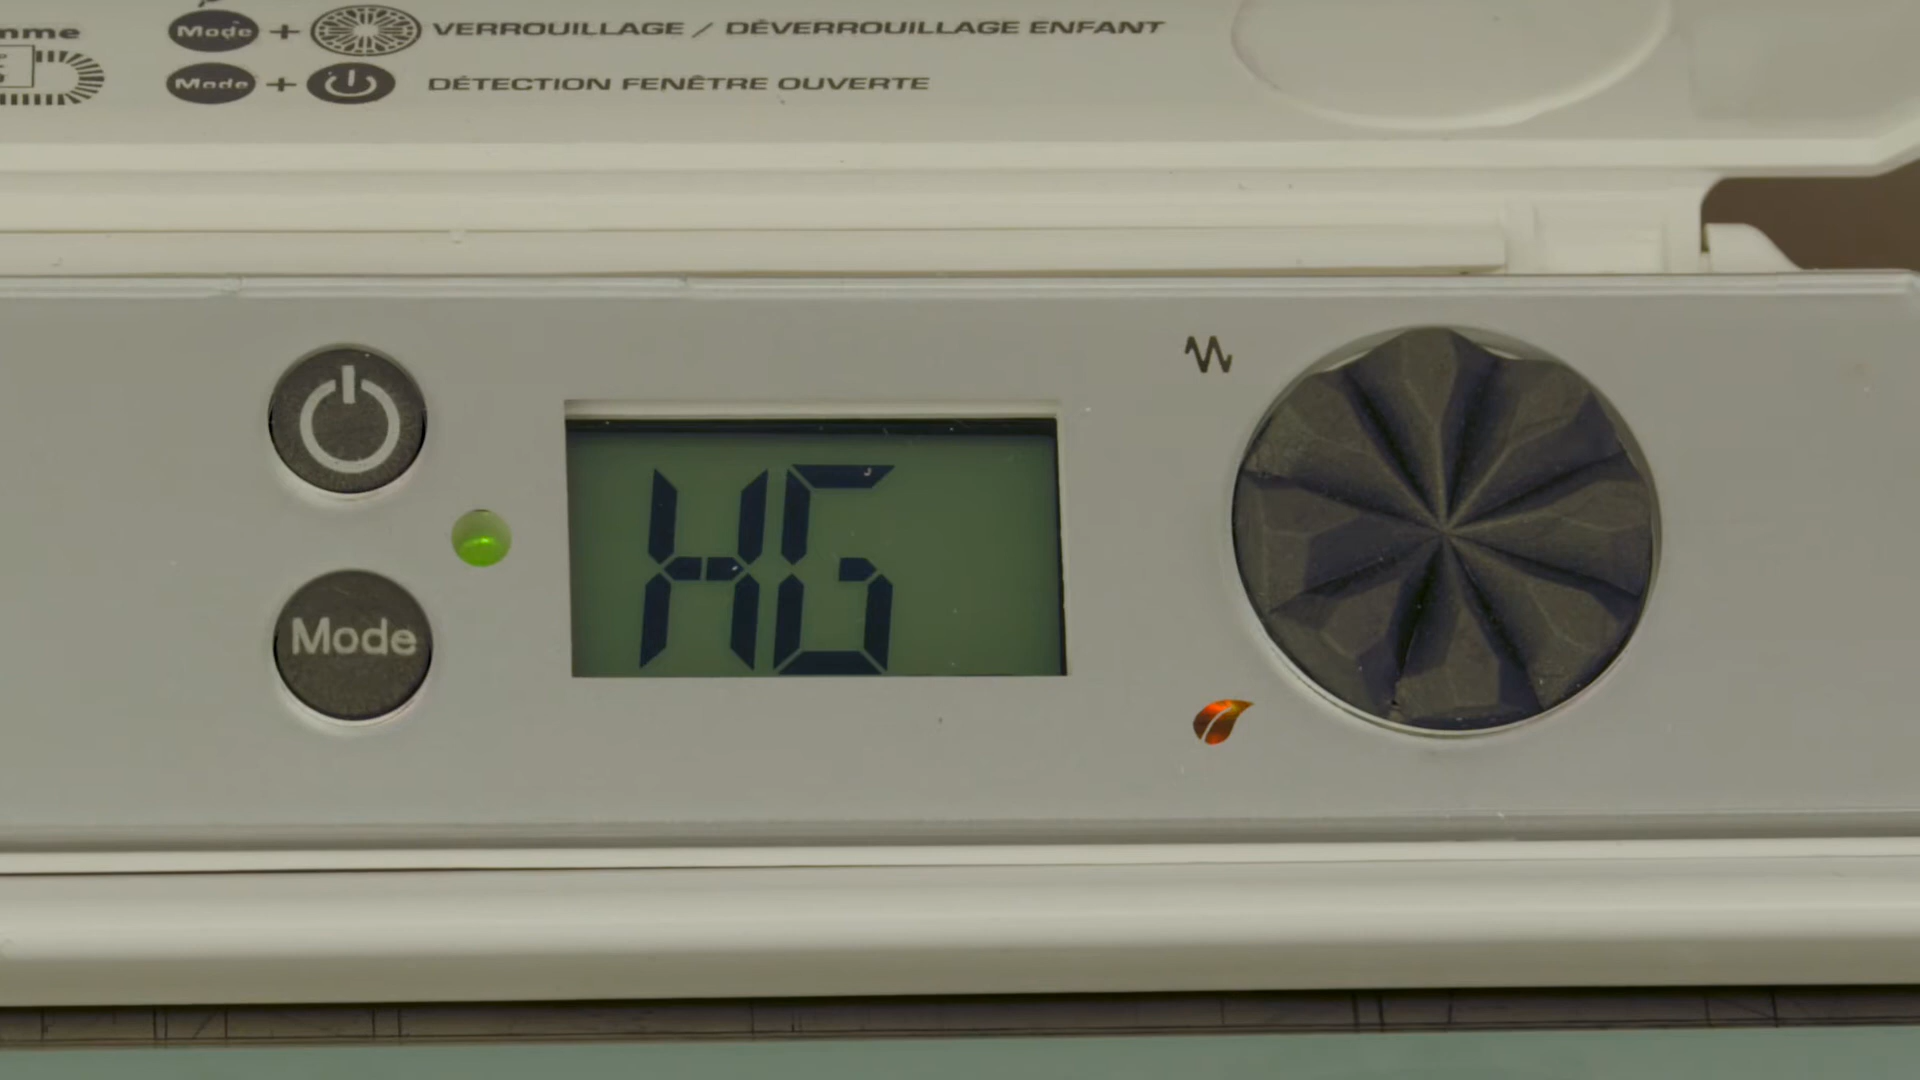 Mode + VERROUILLAGE / DÉVERROUILLAGE ENFANT
Mode + DÉTECTION FENÊTRE OUVERTE
HG
Mode